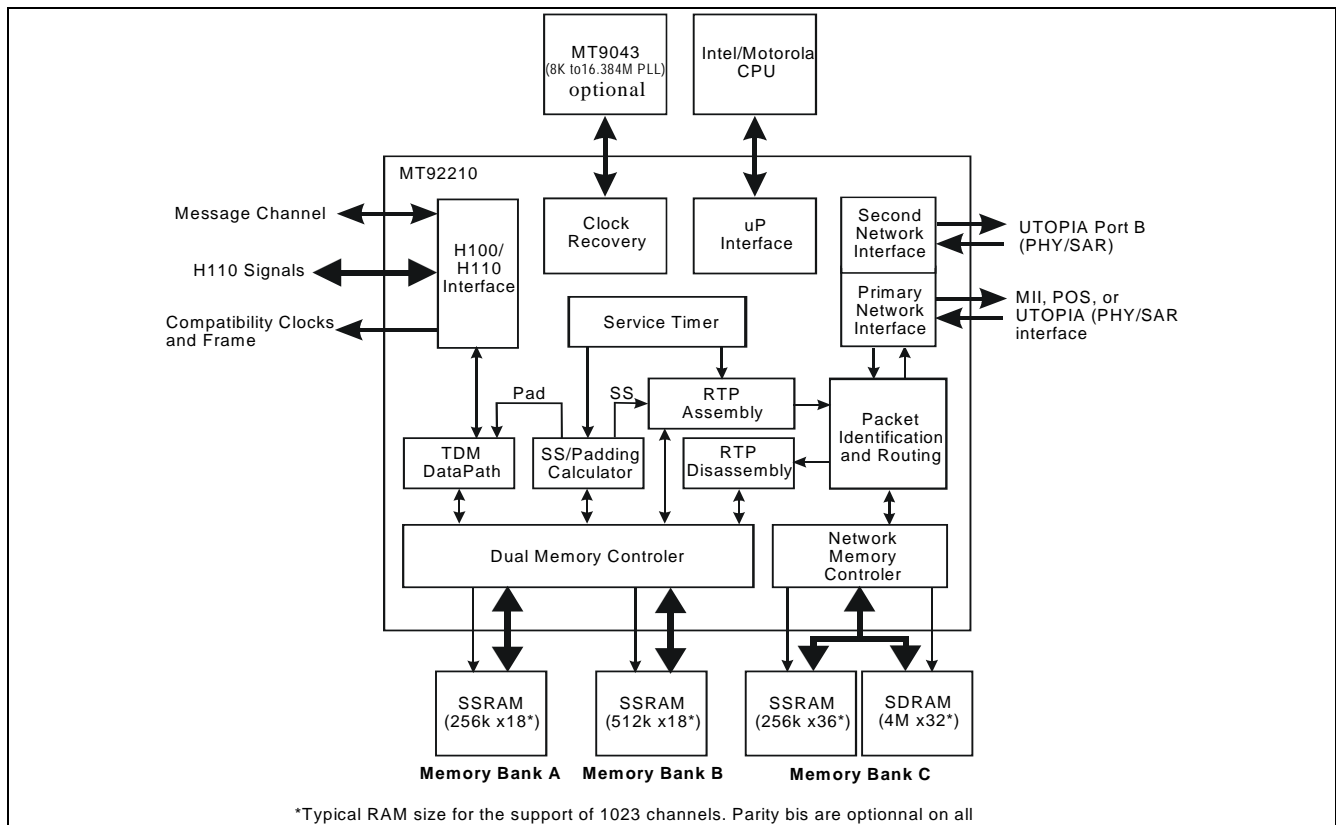 MT9043
(8K to16.384M PLL)
optional
Intel/Motorola
CPU
MT92210
Message Channel
H110 Signals
Compatibility Clocks
and Frame
H100/
H110
Interface
Clock
Recovery
uP
Interface
Second
Network
Interface
Primary
Network
Interface
UTOPIA Port B
(PHY/SAR)
MII, POS, or
UTOPIA (PHY/SAR
interface
Service Timer
Pad
SS
RTP
Assembly
Packet
Identification
and Routing
TDM
DataPath
SS/Padding
Calculator
RTP
Disassembly
Dual Memory Controler
Network
Memory
Controler
SSRAM
(256k x18*)
SSRAM
(512k x18*)
SSRAM
(256k x36*)
SDRAM
(4M x32*)
Memory Bank A
Memory Bank B
Memory Bank C
*Typical RAM size for the support of 1023 channels. Parity bis are optionnal on all